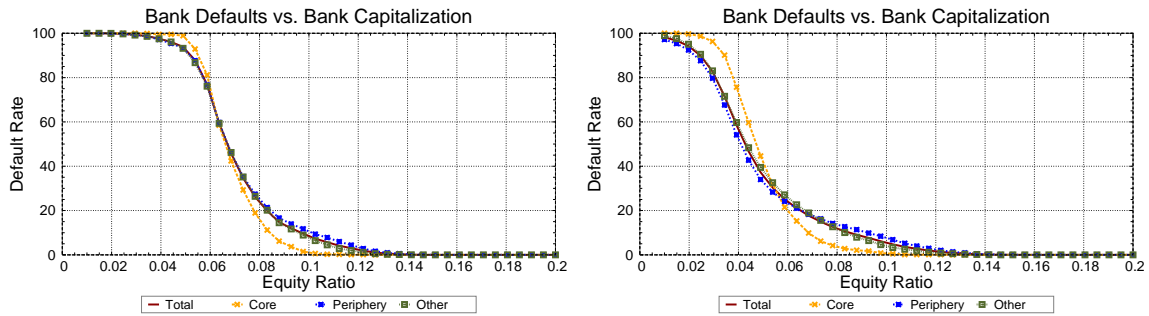 Bank Defaults vs. Bank Capitalization
100
80
60
40
20
0
Default Rate
0 0.02 0.04 0.06 0.08 0.1 0.12 0.14 0.16 0.18 0.2
Equity Ratio
Total Core Periphery Other
Bank Defaults vs. Bank Capitalization
100
80
60
40
20
0
Default Rate
0 0.02 0.04 0.06 0.08 0.1 0.12 0.14 0.16 0.18 0.2
Equity Ratio
Total Core Periphery Other